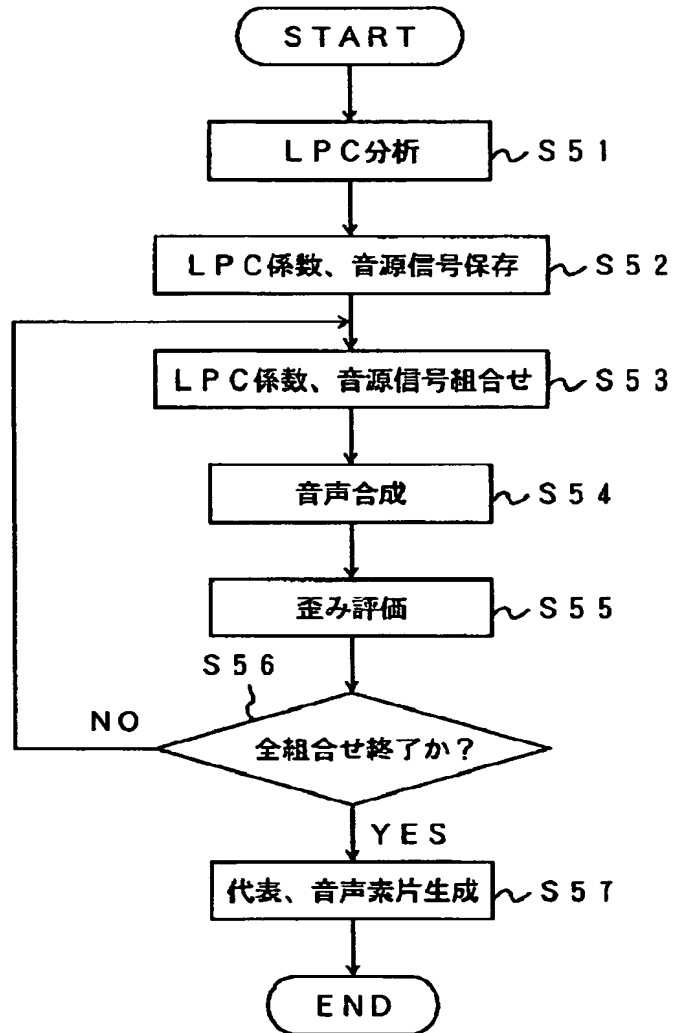 START
LPC分析 S51
LPC係数、音源信号保存 S52
LPC係数、音源信号組合せ S53
音声合成 S54
歪み評価 S55
S56
NO
全組合せ終了か?
YES
代表、音声素片生成 S57
END